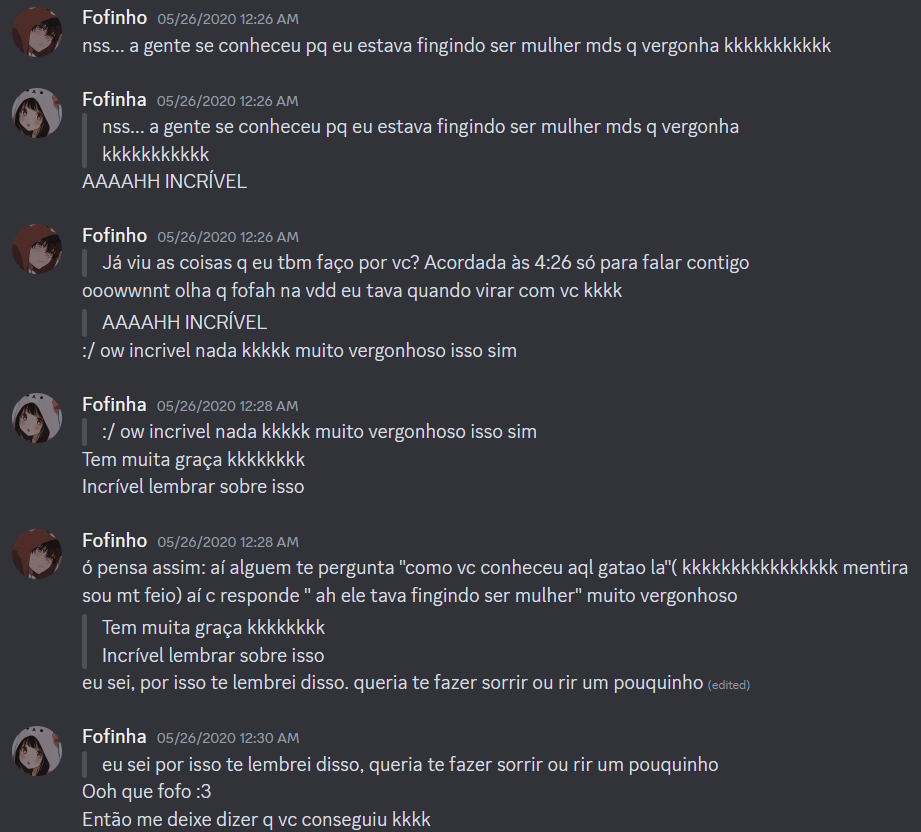 Fofinho 05/26/2020 12:26 AM
nss... a gente se conheceu pq eu estava fingindo ser mulher mds q vergonha kkkkkkkkkkk
Fofinha 05/26/2020 12:26 AM
nss... a gente se conheceu pq eu estava fingindo ser mulher mds q vergonha
kkkkkkkkkkk
AAAAHH INCRÍVEL
Fofinho 05/26/2020 12:26 AM
Já viu as coisas q eu tbm faço por vc? Acordada às 4:26 só para falar contigo
ooowwnnt olha q fofah na vdd eu tava quando virar com vc kkkk
AAAAHH INCRÍVEL
:/ ow incrivel nada kkkkk muito vergonhoso isso sim
Fofinha 05/26/2020 12:28 AM
:/ ow incrivel nada kkkkk muito vergonhoso isso sim
Tem muita graça kkkkkkkk
Incrível lembrar sobre isso
Fofinho 05/26/2020 12:28 AM
ó pensa assim: aí alguem te pergunta "como vc conheceu aql gatao la"( kkkkkkkkkkkkkkkk mentira
sou mt feio) aí c responde " ah ele tava fingindo ser mulher" muito vergonhoso
Tem muita graça kkkkkkkk
Incrível lembrar sobre isso
eu sei, por isso te lembrei disso. queria te fazer sorrir ou rir um pouquinho (edited)
Fofinha 05/26/2020 12:30 AM
eu sei por isso te lembrei disso, queria te fazer sorrir ou rir um pouquinho
Ooh que fofo :3
Então me deixe dizer q vc conseguiu kkkk